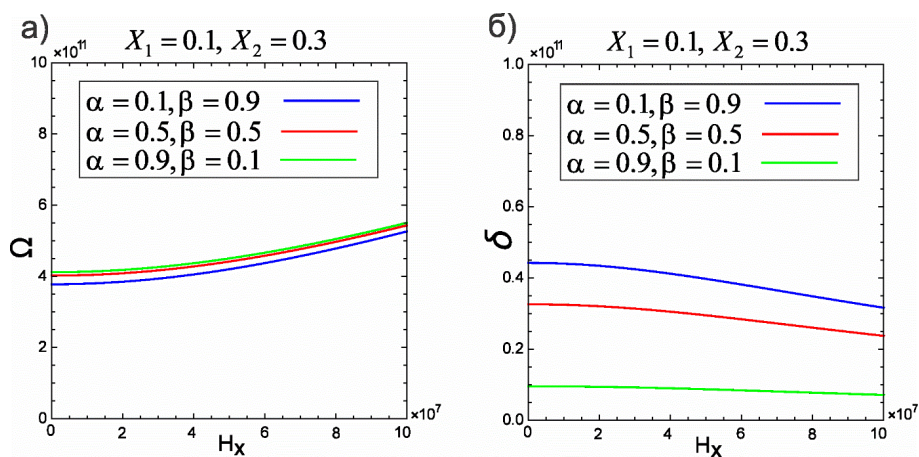 а)
X₁ = 0.1, X₂ = 0.3
×10¹¹
α = 0.1, β = 0.9
α = 0.5, β = 0.5
α = 0.9, β = 0.1
10
8
6
4
2
0
Ω
0 2 4 6 8 10
×10⁷
Hx
б)
X₁ = 0.1, X₂ = 0.3
×10¹¹
α = 0.1, β = 0.9
α = 0.5, β = 0.5
α = 0.9, β = 0.1
1.0
0.8
0.6
0.4
0.2
0.0
δ
0 2 4 6 8 10
×10⁷
Hx